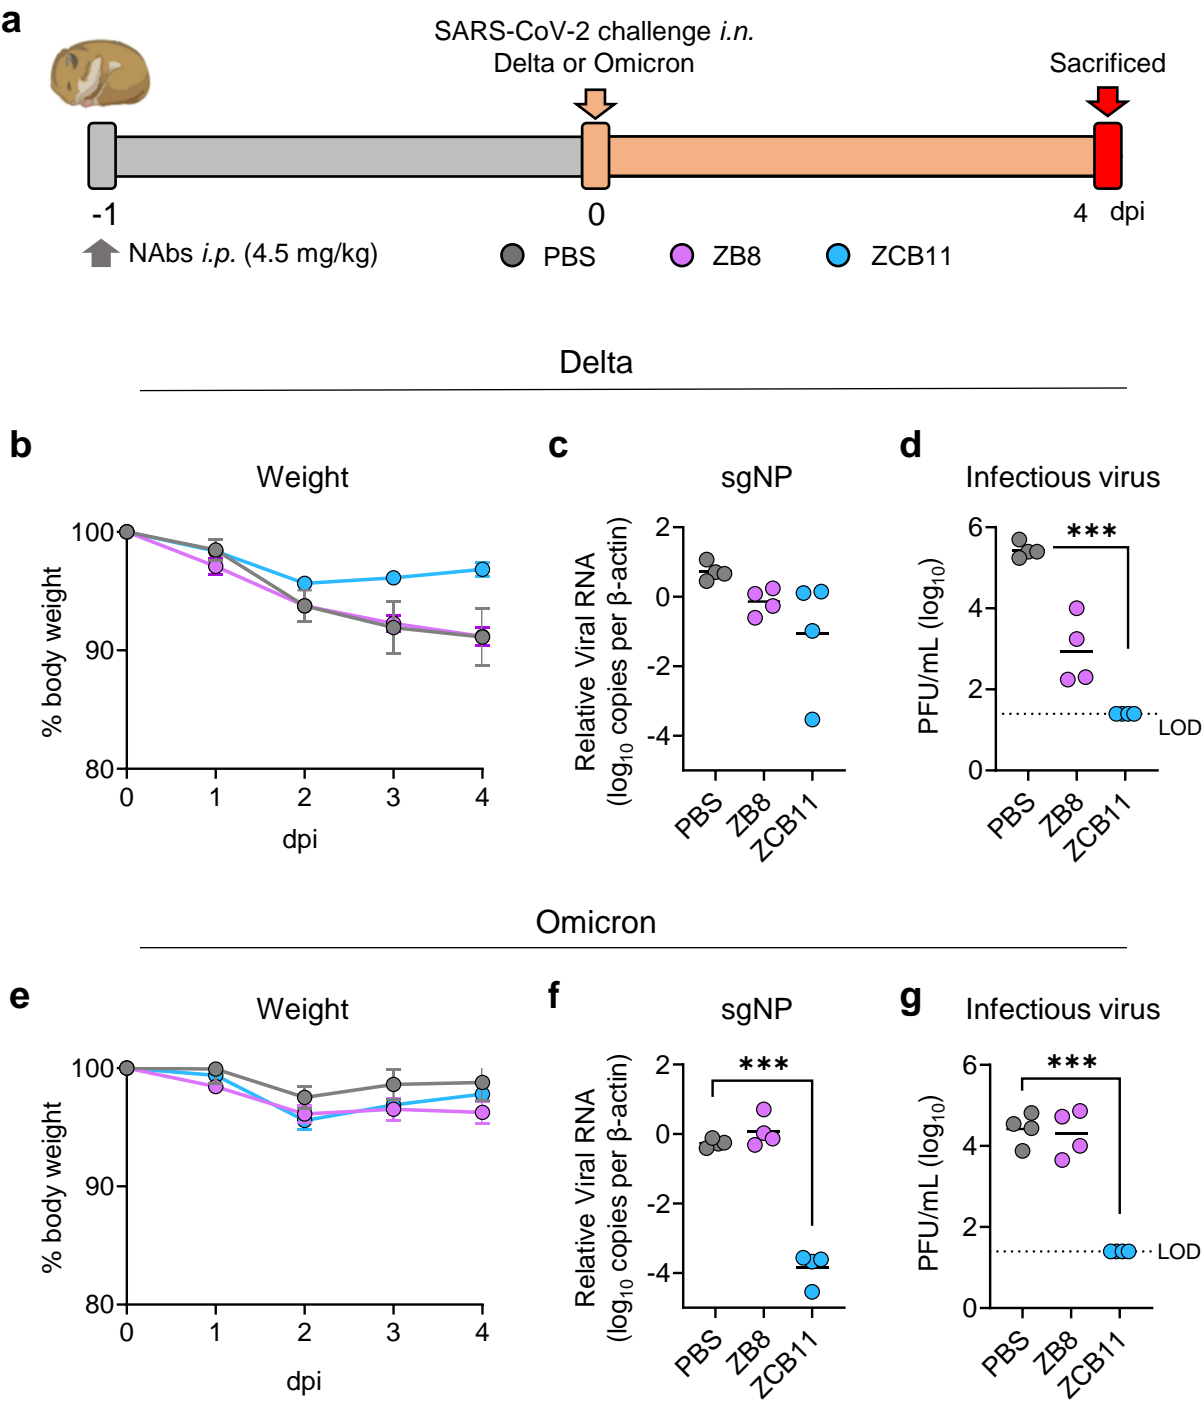 a
SARS-CoV-2 challenge i.n.
Delta or Omicron
Sacrificed
-1
0
4 dpi
NAbs i.p. (4.5 mg/kg)
PBS
ZB8
ZCB11
Delta
b
Weight
% body weight
100
90
80
0 1 2 3 4
dpi
c
sgNP
Relative Viral RNA
(log10 copies per β-actin)
2
0
-2
-4
PBS
ZB8
ZCB11
d
Infectious virus
PFU/mL (log10)
6
4
2
0
***
LOD
PBS
ZB8
ZCB11
Omicron
e
Weight
% body weight
100
90
80
0 1 2 3 4
dpi
f
sgNP
Relative Viral RNA
(log10 copies per β-actin)
2
0
-2
-4
***
PBS
ZB8
ZCB11
g
Infectious virus
PFU/mL (log10)
6
4
2
0
***
LOD
PBS
ZB8
ZCB11